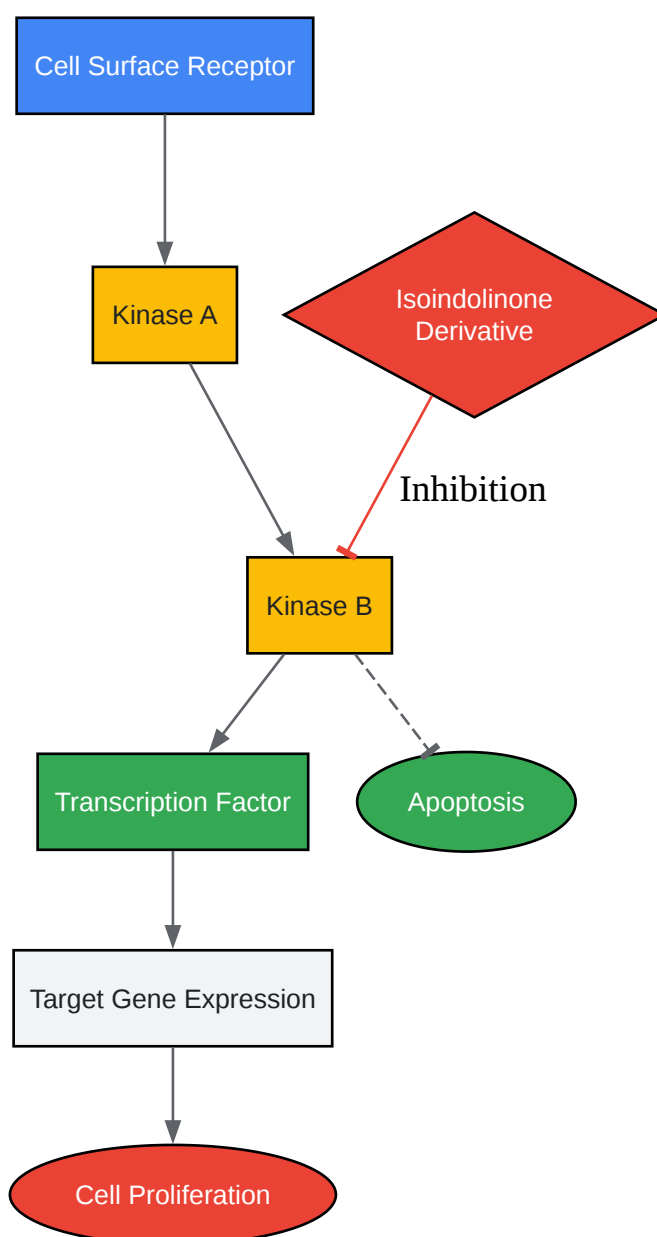 Cell Surface Receptor
Kinase A
Isoindolinone
Derivative
Inhibition
Kinase B
Transcription Factor
Apoptosis
Target Gene Expression
Cell Proliferation